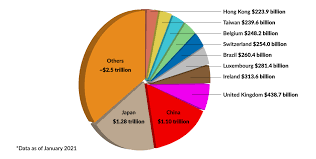 Hong Kong $223.9 billion
Taiwan $239.6 billion
Belgium $248.2 billion
Switzerland $254.0 billion
Brazil $260.4 billion
Luxembourg $281.4 billion
Ireland $313.6 billion
United Kingdom $438.7 billion
Others
~$2.5 trillion
Japan
$1.28 trillion
China
$1.10 trillion
*Data as of January 2021